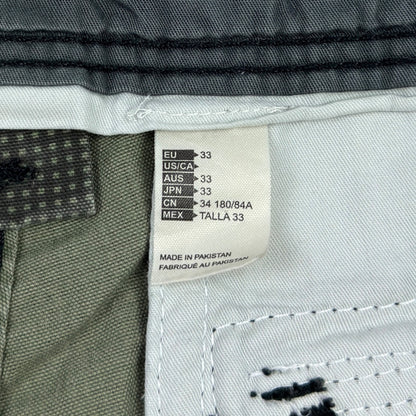 EU 33
US/CA
AUS 33
JPN 33
CN 34 180/84A
MEX TALLA 33
MADE IN PAKISTAN
FABRIQUÉ AU PAKISTAN